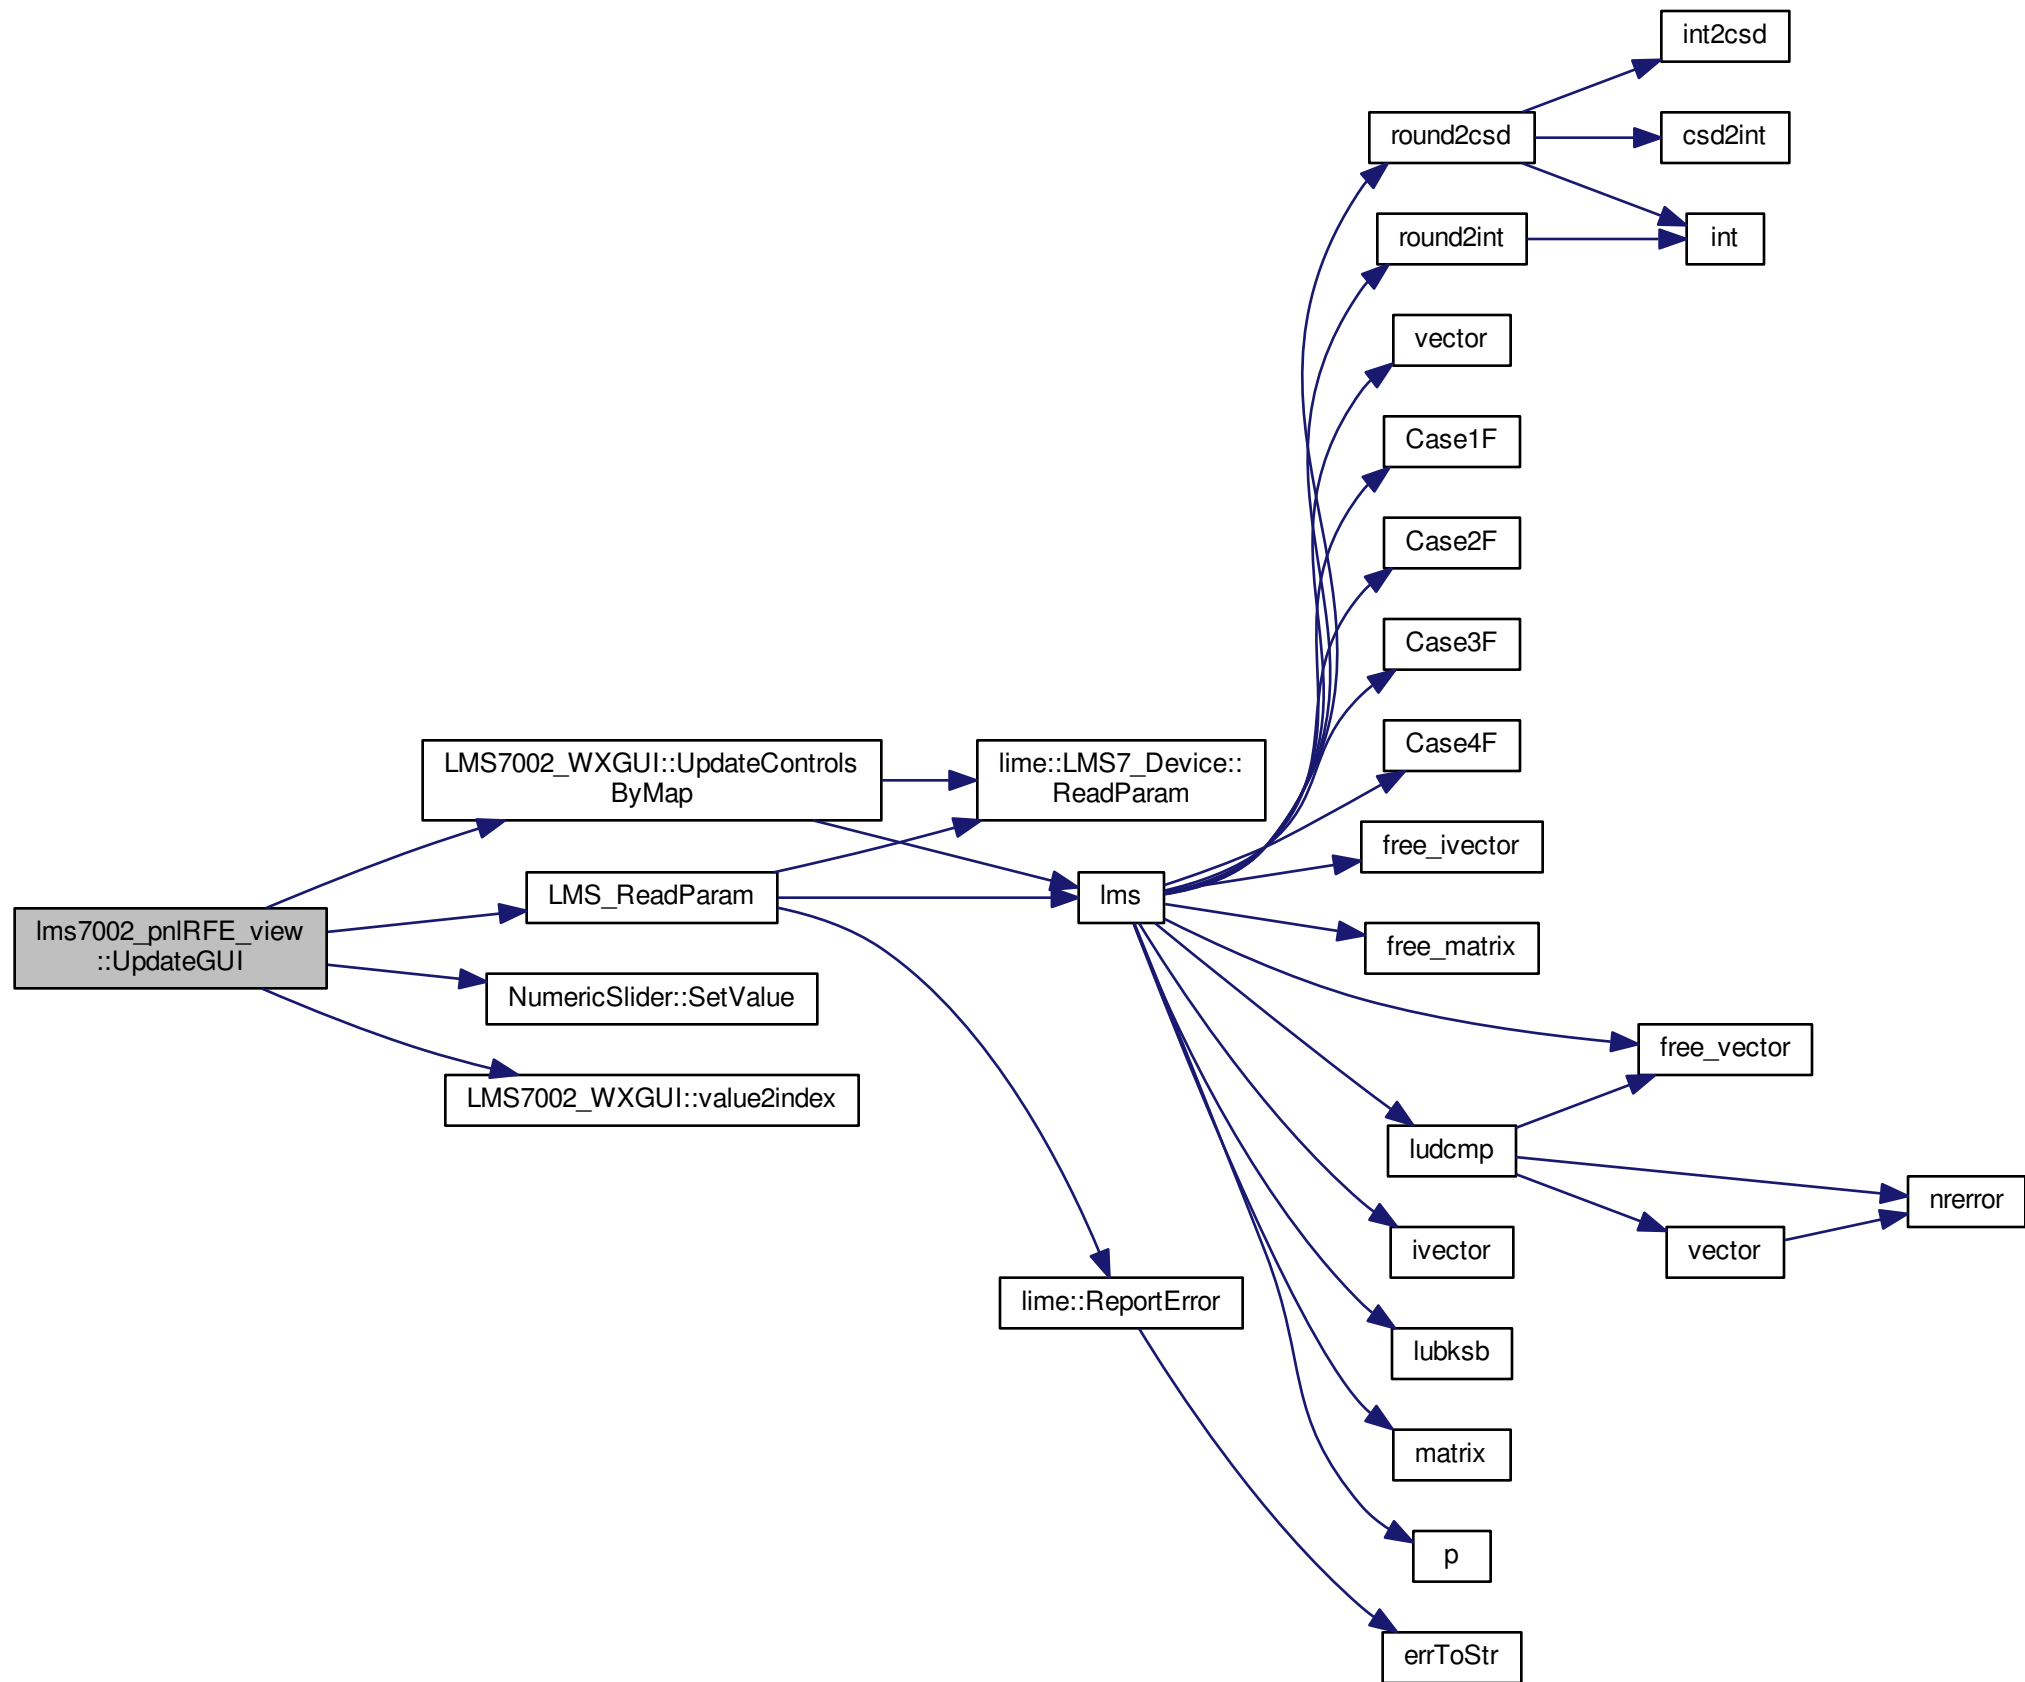 int2csd
round2csd
csd2int
round2int
int
vector
Case1F
Case2F
Case3F
Case4F
LMS7002_WXGUI::UpdateControls
ByMap
lime::LMS7_Device::
ReadParam
free_ivector
lms7002_pnlRFE_view
::UpdateGUI
LMS_ReadParam
lms
free_matrix
NumericSlider::SetValue
free_vector
LMS7002_WXGUI::value2index
ludcmp
nrerror
ivector
vector
lime::ReportError
lubksb
matrix
p
errToStr